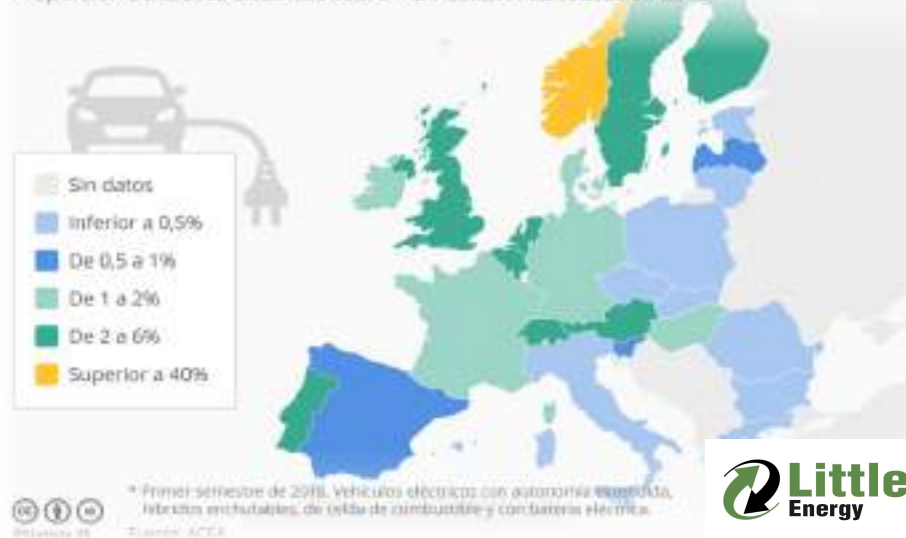 Sin datos
Inferior a 0,5%
De 0,5 a 1%
De 1 a 2%
De 2 a 6%
Superior a 40%
* Primer semestre de 2018. Vehículos eléctricos con autonomía extendida,
híbridos enchufables, de celda de combustible y con batería eléctrica.
Fuente: ACEA
Little
Energy